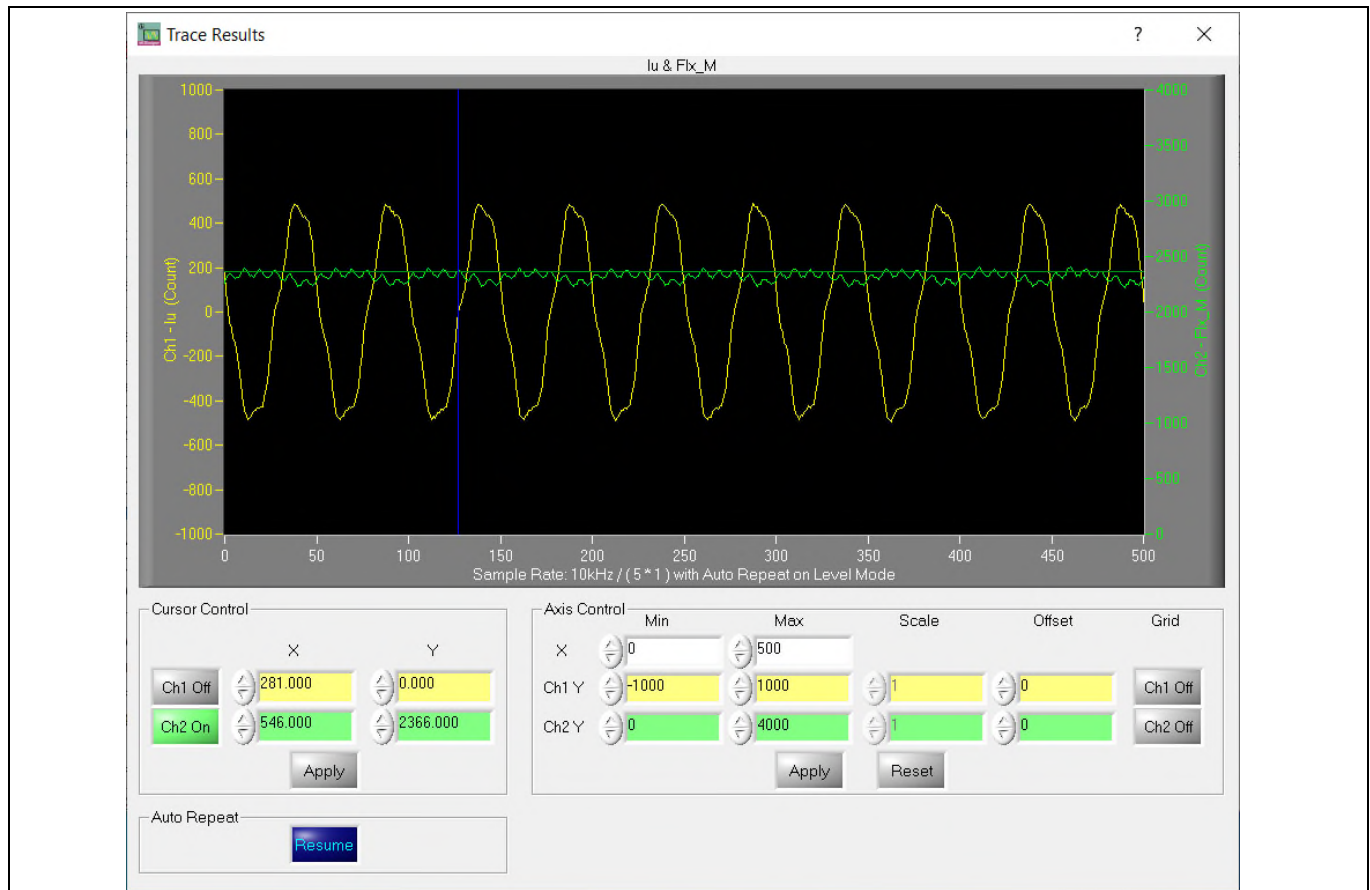 Trace Results
?
Iu & Flx_M
1000
800
600
400
200
0
-200
-400
-600
-800
-1000
Ch1 - Iu (Count)
4000
3500
3000
2500
2000
1500
1000
500
0
Ch2 - Flx_M (Count)
0 50 100 150 200 250 300 350 400 450 500
Sample Rate: 10kHz / ( 5 * 1 ) with Auto Repeat on Level Mode
Cursor Control
X Y
Ch1 Off 281.000 0.000
Ch2 On 546.000 2366.000
Apply
Axis Control
Min Max Scale Offset Grid
X 0 500
Ch1 Y -1000 1000 1 0 Ch1 Off
Ch2 Y 0 4000 1 0 Ch2 Off
Apply Reset
Auto Repeat
Resume